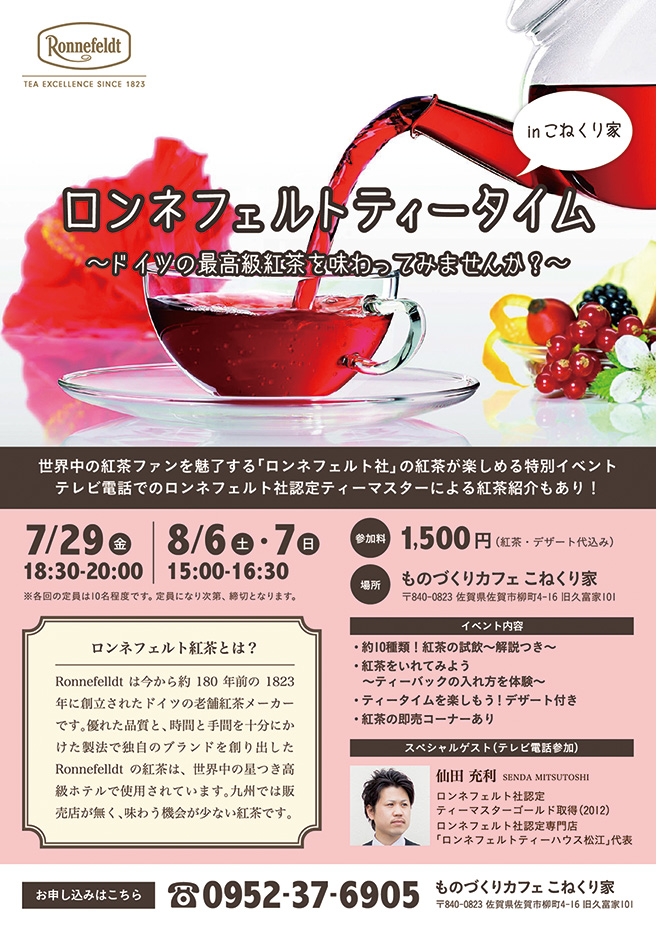 Ronnefeldt
TEA EXCELLENCE SINCE 1823
in こねくり家
ロンネフェルトティータイム
〜ドイツの最高級紅茶を味わってみませんか？〜
世界中の紅茶ファンを魅了する「ロンネフェルト社」の紅茶が楽しめる特別イベント
テレビ電話でのロンネフェルト社認定ティーマスターによる紅茶紹介もあり！
7/29 金
18:30-20:00
8/6 土・7 日
15:00-16:30
※各回の定員は10名程度です。定員になり次第、締切となります。
参加料 1,500円（紅茶・デザート代込み）
場所 ものづくりカフェ こねくり家
〒840-0823 佐賀県佐賀市柳町4-16 旧久富家101
ロンネフェルト紅茶とは？
Ronnefelldt は今から約 180 年前の 1823
年に創立されたドイツの老舗紅茶メーカー
です。優れた品質と、時間と手間を十分にか
けた製法で独自のブランドを創り出した
Ronnefelldt の紅茶は、世界中の星つき高
級ホテルで使用されています。九州では販
売店が無く、味わう機会が少ない紅茶です。
イベント内容
・約10種類！紅茶の試飲〜解説つき〜
・紅茶をいれてみよう
〜ティーバックの入れ方を体験〜
・ティータイムを楽しもう！デザート付き
・紅茶の即売コーナーあり
スペシャルゲスト（テレビ電話参加）
仙田 充利 SENDA MITSUTOSHI
ロンネフェルト社認定
ティーマスターゴールド取得（2012）
ロンネフェルト社認定専門店
「ロンネフェルトティーハウス松江」代表
お申し込みはこちら
☎0952-37-6905
ものづくりカフェ こねくり家
〒840-0823 佐賀県佐賀市柳町4-16 旧久富家101